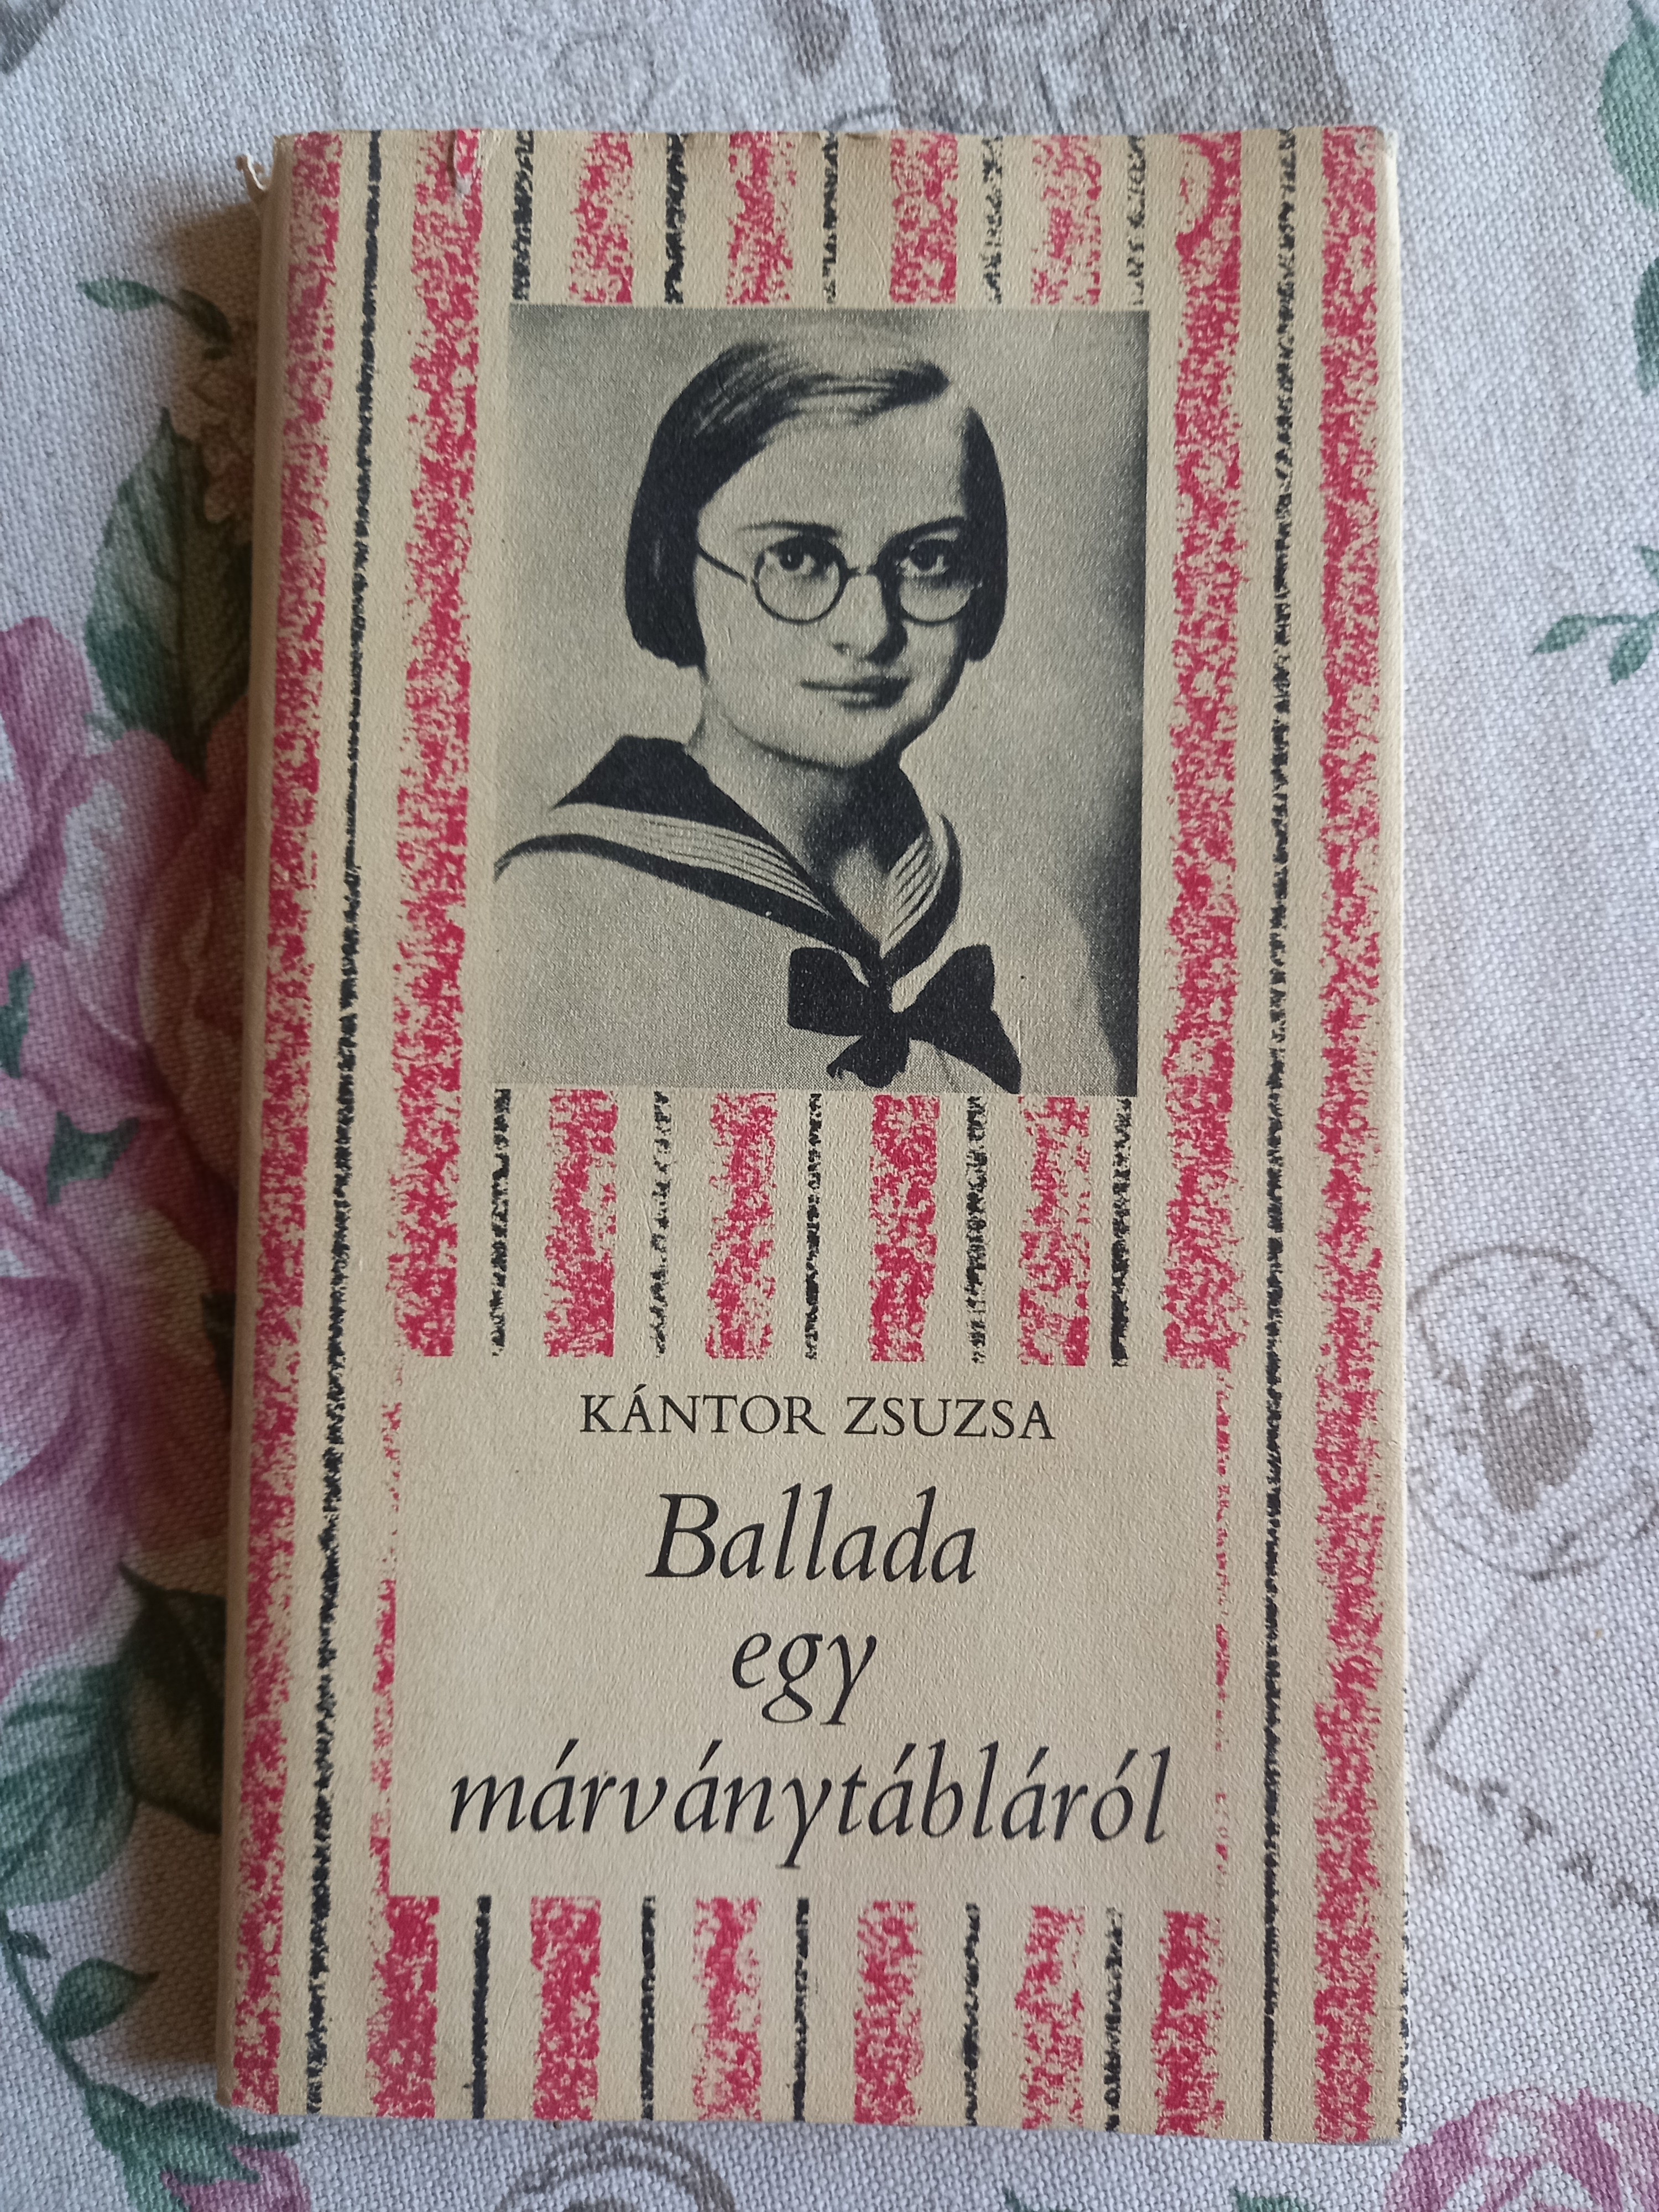 KÁNTOR ZSUZSA
Ballada
egy
márványtábláról